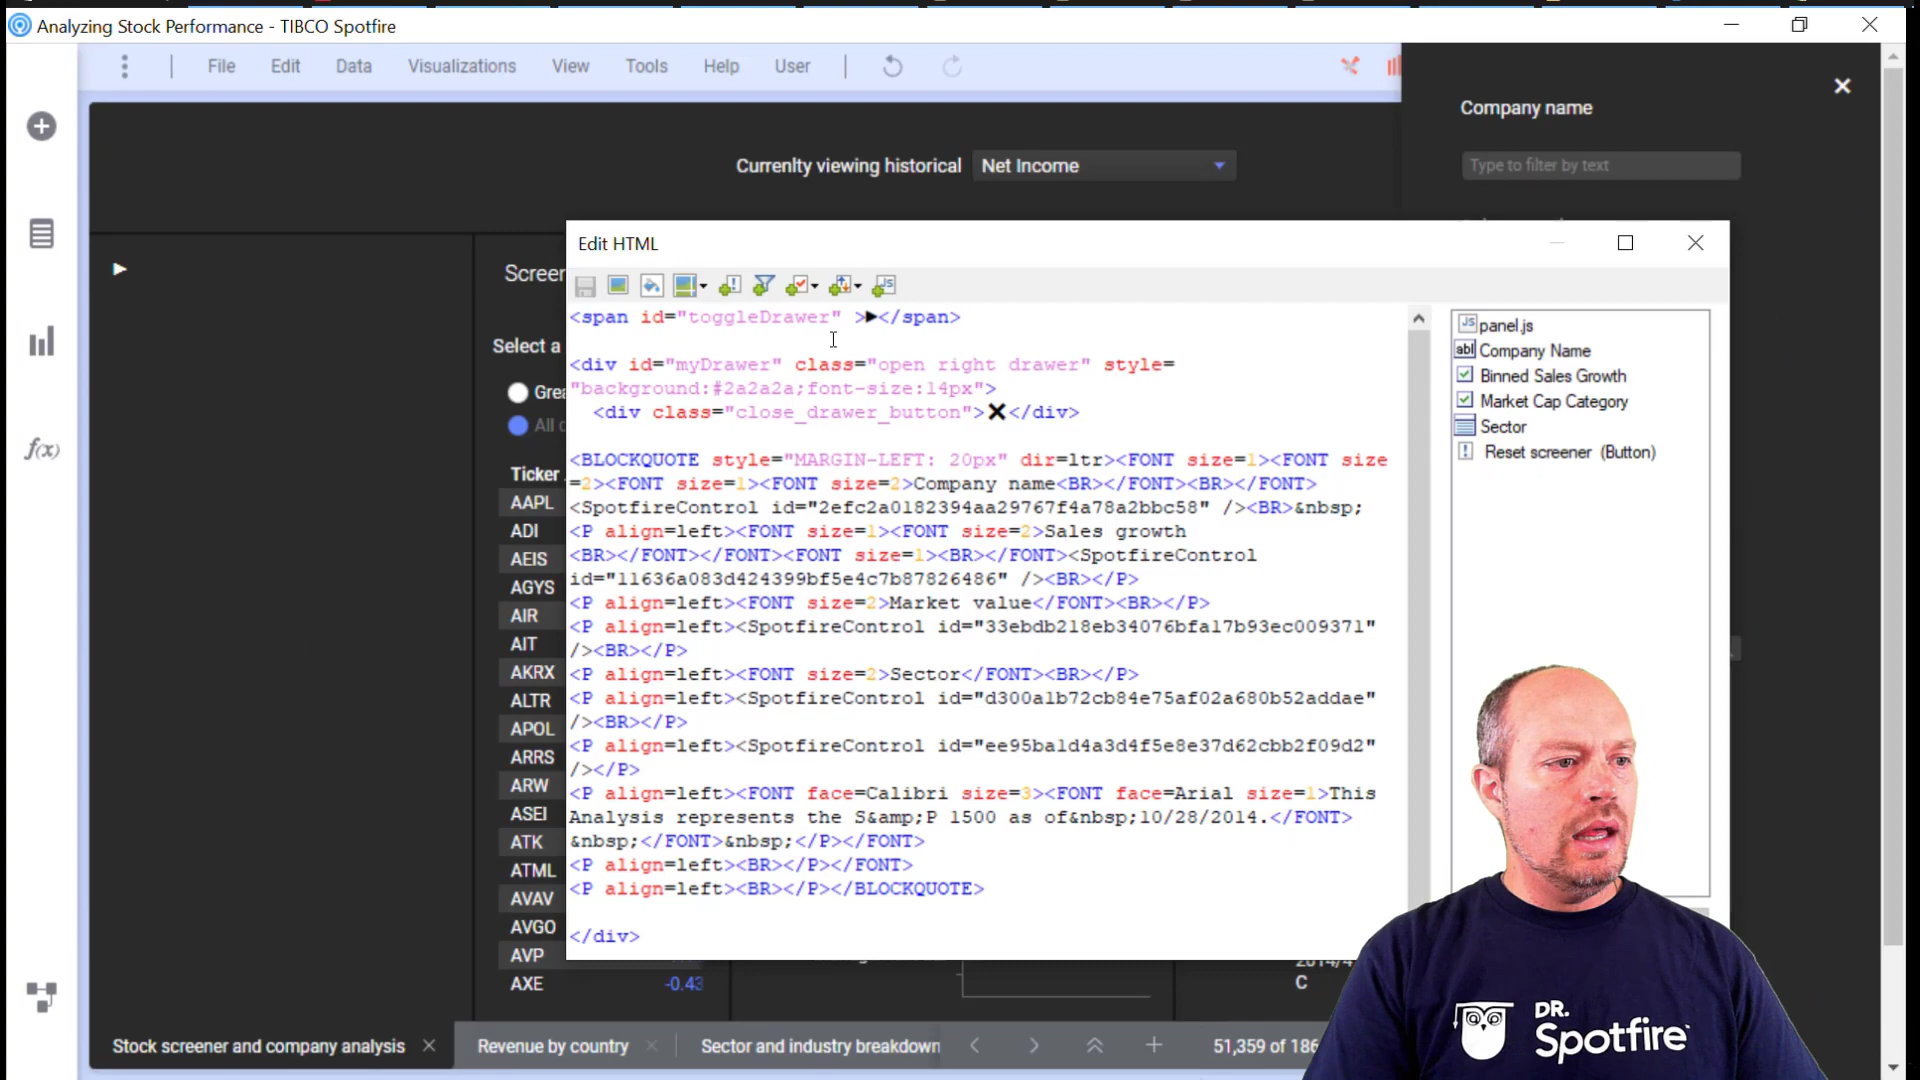 Analyzing Stock Performance - TIBCO Spotfire
File Edit Data Visualizations View Tools Help User
Company name
Currenlty viewing historical Net Income
Type to filter by text
f(x)
Edit HTML
Screen
Select a
Grea
All c
Ticker
AAPL
ADI
AEIS
AGYS
AIR
AIT
AKRX
ALTR
APOL
ARRS
ARW
ASEI
ATK
ATML
AVAV
AVGO
AVP
AXE -0.43
<span id="toggleDrawer" >▶</span>
<div id="myDrawer" class="open right drawer" style=
"background:#2a2a2a;font-size:14px">
<div class="close_drawer_button">✖</div>
<BLOCKQUOTE style="MARGIN-LEFT: 20px" dir=ltr><FONT size=1><FONT size
=2><FONT size=1><FONT size=2>Company name<BR></FONT><BR></FONT>
<SpotfireControl id="2efc2a0182394aa29767f4a78a2bbc58" /><BR>&nbsp;
<P align=left><FONT size=1><FONT size=2>Sales growth
<BR></FONT></FONT><FONT size=1><BR></FONT><SpotfireControl
id="11636a083d424399bf5e4c7b87826486" /><BR></P>
<P align=left><FONT size=2>Market value</FONT><BR></P>
<P align=left><SpotfireControl id="33ebdb218eb34076bfa17b93ec009371"
/><BR></P>
<P align=left><FONT size=2>Sector</FONT><BR></P>
<P align=left><SpotfireControl id="d300a1b72cb84e75af02a680b52addae"
/><BR></P>
<P align=left><SpotfireControl id="ee95ba1d4a3d4f5e8e37d62cbb2f09d2"
/></P>
<P align=left><FONT face=Calibri size=3><FONT face=Arial size=1>This
Analysis represents the S&amp;P 1500 as of&nbsp;10/28/2014.</FONT>
&nbsp;</FONT>&nbsp;</P></FONT>
<P align=left><BR></P></FONT>
<P align=left><BR></P></BLOCKQUOTE>
</div>
JS panel.js
abl Company Name
Binned Sales Growth
Market Cap Category
Sector
Reset screener (Button)
C
DR.
Spotfire
Stock screener and company analysis
Revenue by country
Sector and industry breakdown
51,359 of 186